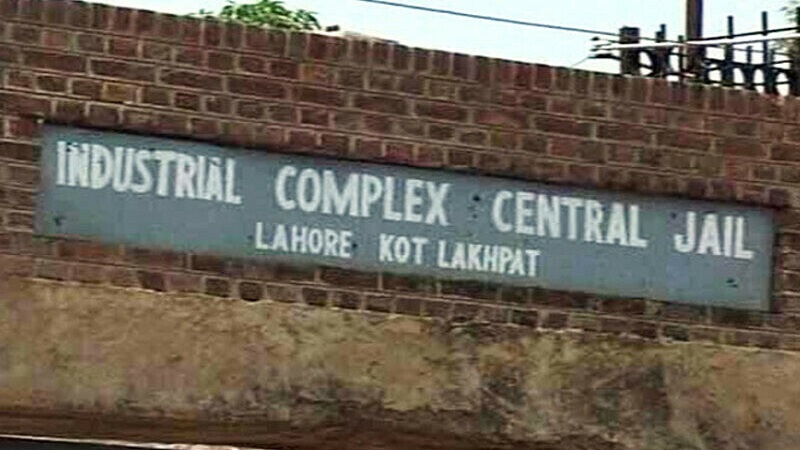 INDUSTRIAL COMPLEX CENTRAL JAIL
LAHORE KOT LAKHPAT